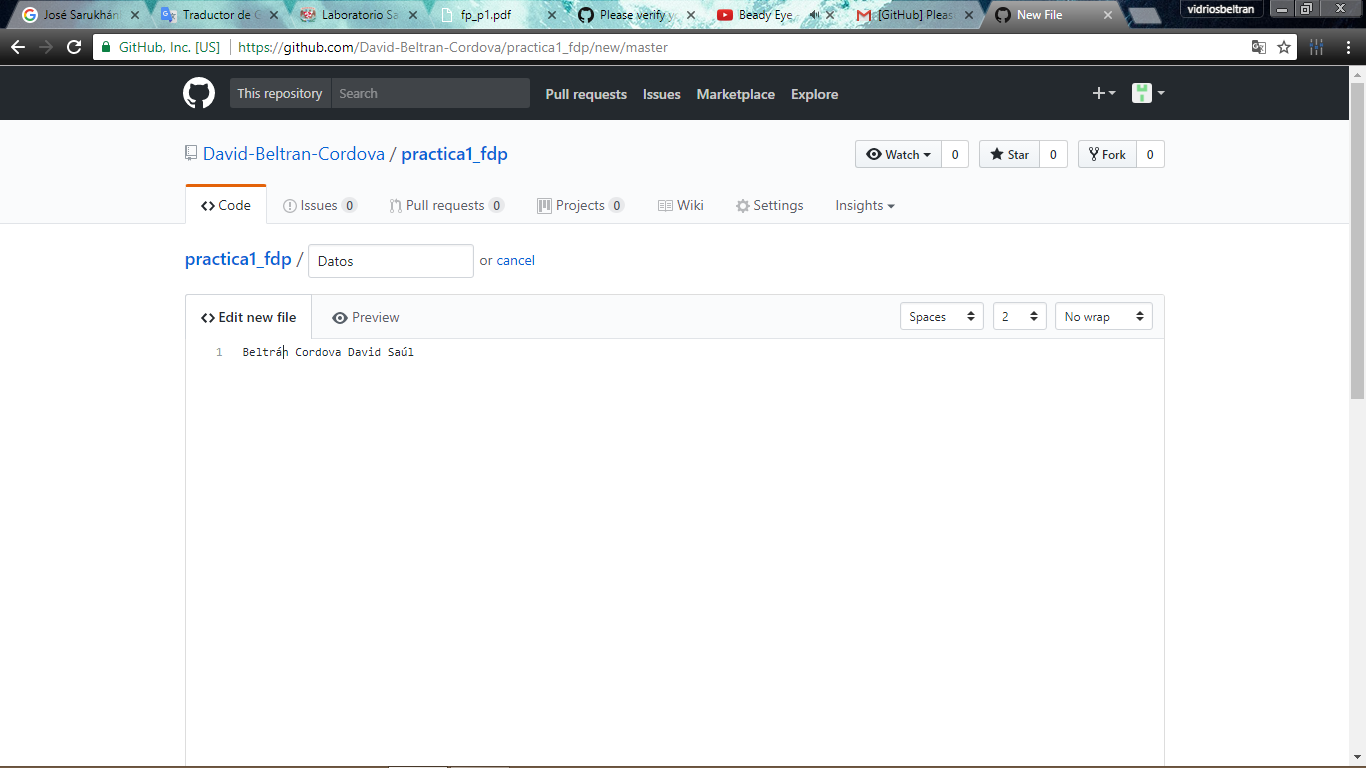 José Sarukhán
Traductor de G
Laboratorio Sa
fp_p1.pdf
Please verify y
Beady Eye
[GitHub] Pleas
New File
vidriosbeltran
GitHub, Inc. [US] https://github.com/David-Beltran-Cordova/practica1_fdp/new/master
This repository Search Pull requests Issues Marketplace Explore
David-Beltran-Cordova / practica1_fdp
Watch 0 Star 0 Fork 0
Code Issues 0 Pull requests 0 Projects 0 Wiki Settings Insights
practica1_fdp / Datos or cancel
Edit new file Preview Spaces 2 No wrap
1 Beltrán Cordova David Saúl